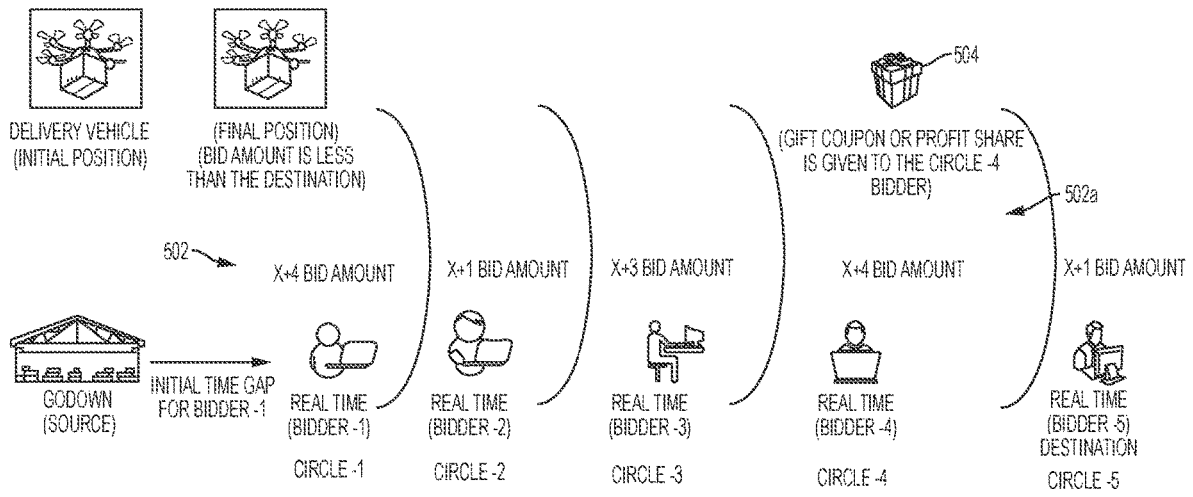 504
DELIVERY VEHICLE
(INITIAL POSITION)
(FINAL POSITION)
(BID AMOUNT IS LESS
THAN THE DESTINATION)
(GIFT COUPON OR PROFIT SHARE
IS GIVEN TO THE CIRCLE -4
BIDDER)
502a
502
X+4 BID AMOUNT
X+1 BID AMOUNT
X+3 BID AMOUNT
X+4 BID AMOUNT
X+1 BID AMOUNT
GODOWN
(SOURCE)
INITIAL TIME GAP
FOR BIDDER -1
REAL TIME
(BIDDER -1)
CIRCLE -1
REAL TIME
(BIDDER -2)
CIRCLE -2
REAL TIME
(BIDDER -3)
CIRCLE -3
REAL TIME
(BIDDER -4)
CIRCLE -4
REAL TIME
(BIDDER -5)
DESTINATION
CIRCLE -5